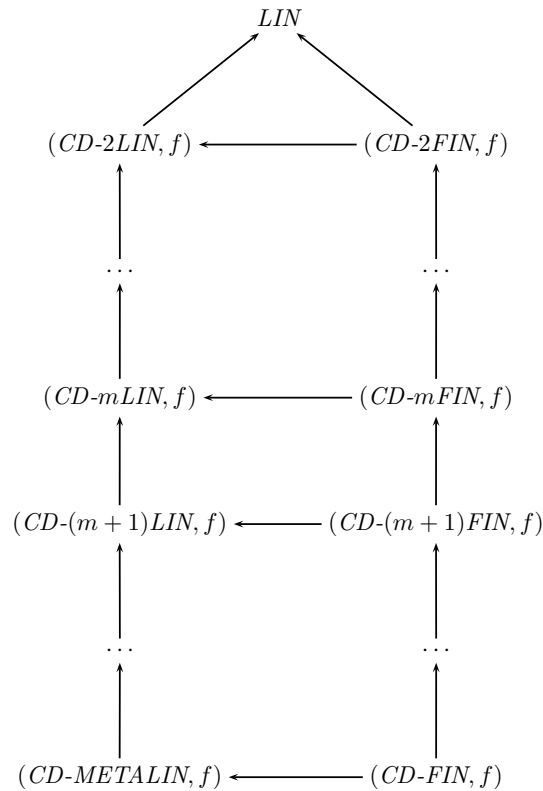 LIN
(CD-2LIN, f) (CD-2FIN, f)
... ...
(CD-mLIN, f) (CD-mFIN, f)
(CD-(m + 1)LIN, f) (CD-(m + 1)FIN, f)
... ...
(CD-METALIN, f) (CD-FIN, f)